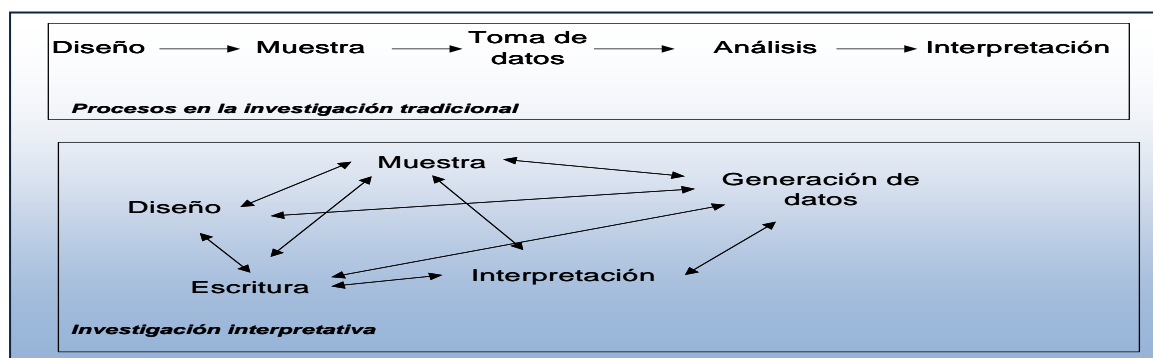 Diseño
Muestra
Toma de
datos
Análisis
Interpretación
Procesos en la investigación tradicional
Muestra
Generación de
datos
Diseño
Interpretación
Escritura
Investigación interpretativa